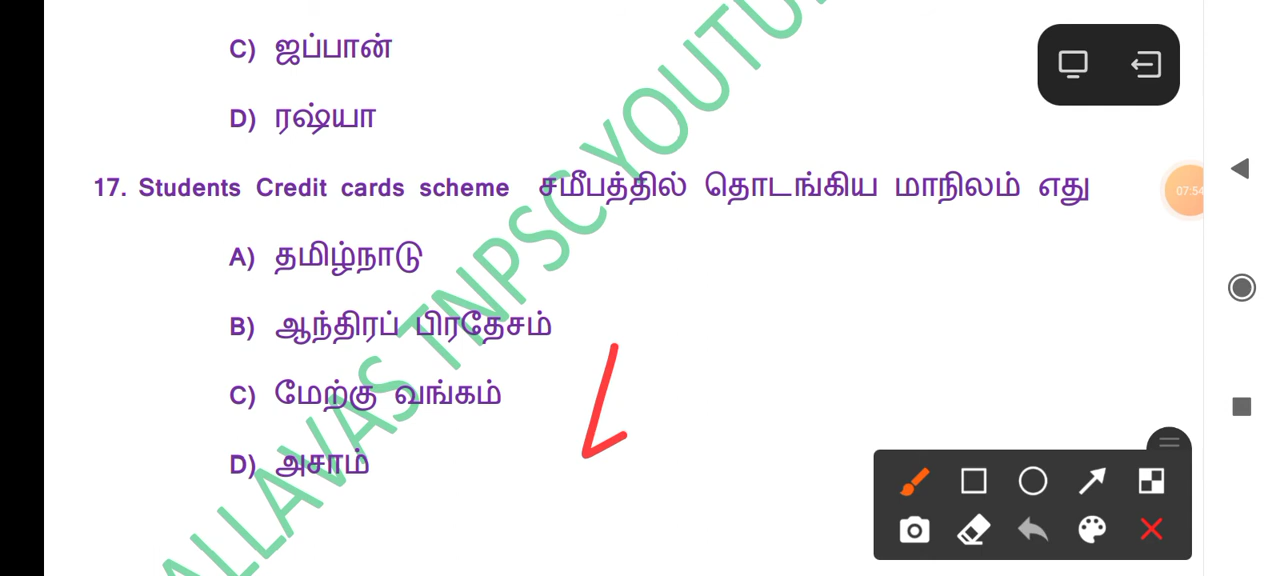 C) ஜப்பான்
D) ரஷ்யா
17. Students Credit cards scheme சமீபத்தில் தொடங்கிய மாநிலம் எது
A) தமிழ்நாடு
B) ஆந்திரப் பிரதேசம்
C) மேற்கு வங்கம்
D) அசாம்
ALLAVAS TNPSC YOUTU
07:54